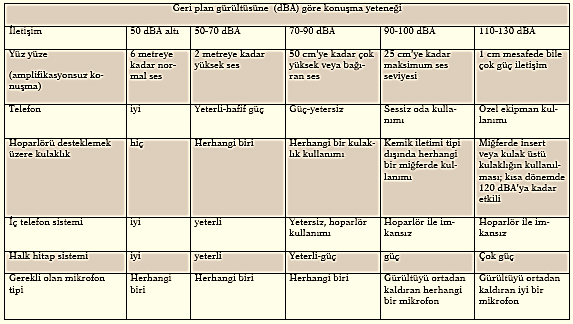 Geri plan gürültüsüne (dBA) göre konuşma yeteneği
İletişim 50 dBA altı 50-70 dBA 70-90 dBA 90-100 dBA 110-130 dBA
Yüz yüze
(amplifikasyonsuz ko-
nuşma)
6 metreye
kadar nor-
mal ses
2 metreye kadar
yüksek ses
50 cm'ye kadar çok
yüksek veya bağı-
ran ses
25 cm'ye kadar
maksimum ses
seviyesi
1 cm mesafede bile
çok güç iletişim
Telefon
iyi
Yeterli-hafif güç
Güç-yetersiz
Sessiz oda kulla-
nımı
Özel ekipman kul-
lanımı
Hoparlörü desteklemek
üzere kulaklık
hiç
Herhangi biri
Herhangi bir kulak-
lık kullanımı
Kemik iletimi tipi
dışında herhangi
bir miğferde kul-
lanımı
Miğferde insert
veya kulak üstü
kulaklığın kullanıl-
ması; kısa dönemde
120 dBA'ya kadar
etkili
İç telefon sistemi
iyi
yeterli
Yetersiz, hoparlör
kullanımı
Hoparlör ile im-
kansız
Hoparlör ile im-
kansız
Halk hitap sistemi iyi yeterli Yeterli-güç güç Çok güç
Gerekli olan mikrofon
tipi
Herhangi
biri
Herhangi biri
Herhangi biri
Gürültüyü ortadan
kaldıran herhangi
bir mikrofon
Gürültüyü ortadan
kaldıran iyi bir
mikrofon